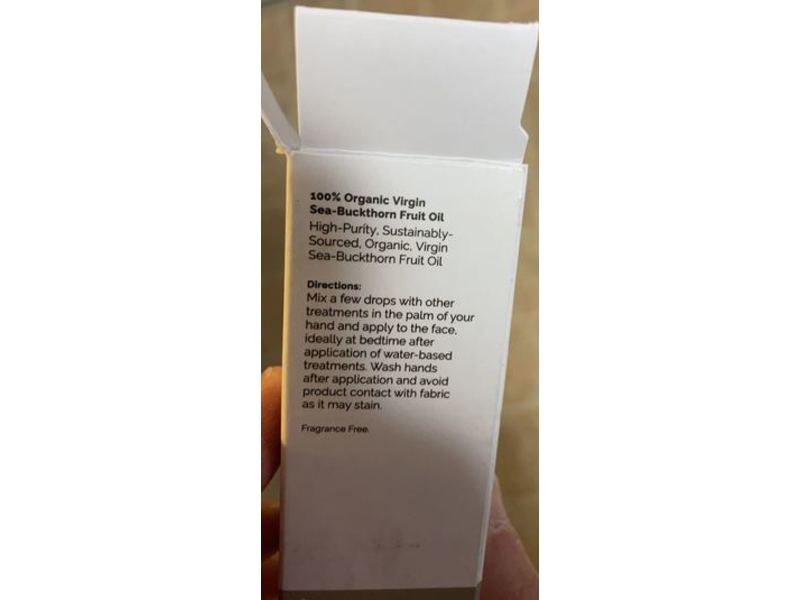 100% Organic Virgin
Sea-Buckthorn Fruit Oil
High-Purity, Sustainably-
Sourced, Organic, Virgin
Sea-Buckthorn Fruit Oil
Directions:
Mix a few drops with other
treatments in the palm of your
hand and apply to the face,
ideally at bedtime after
application of water-based
treatments. Wash hands
after application and avoid
product contact with fabric
as it may stain.
Fragrance Free.